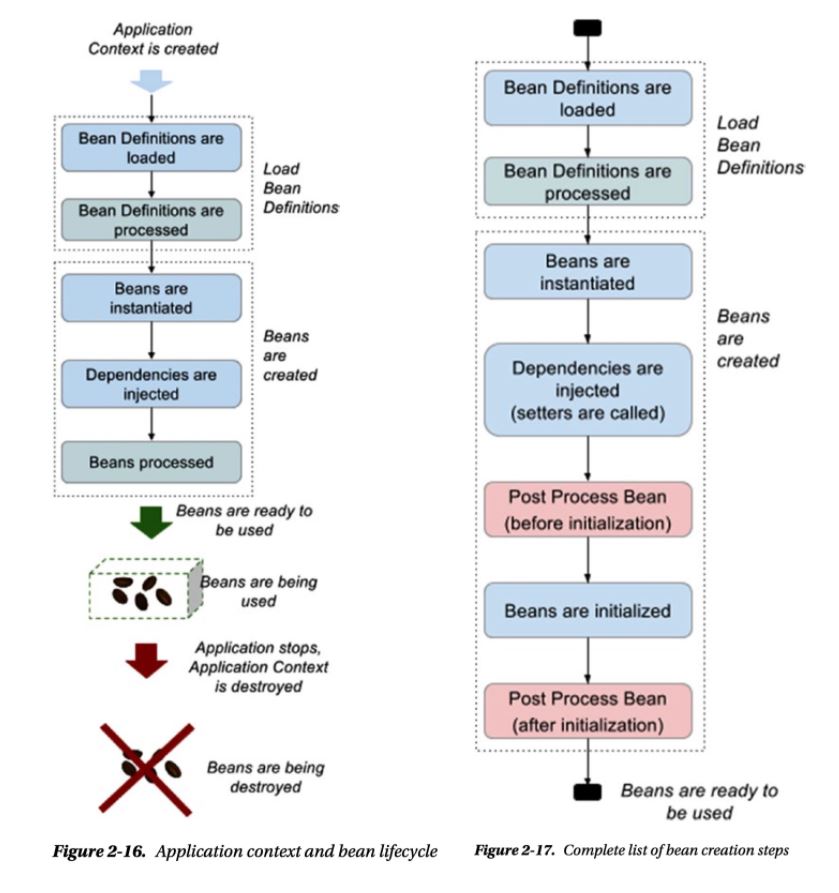 Application
Context is created
Bean Definitions are
loaded
Bean Definitions are
processed
Load
Bean
Definitions
Beans are
instantiated
Dependencies are
injected
Beans processed
Beans
are
created
Beans are ready to
be used
Beans are being
used
Application stops,
Application Context
is destroyed
Beans are being
destroyed
Figure 2-16. Application context and bean lifecycle
Bean Definitions are
loaded
Bean Definitions are
processed
Load
Bean
Definitions
Beans are
instantiated
Dependencies are
injected
(setters are called)
Post Process Bean
(before initialization)
Beans are initialized
Post Process Bean
(after initialization)
Beans
are
created
Beans are ready to
be used
Figure 2-17. Complete list of bean creation steps